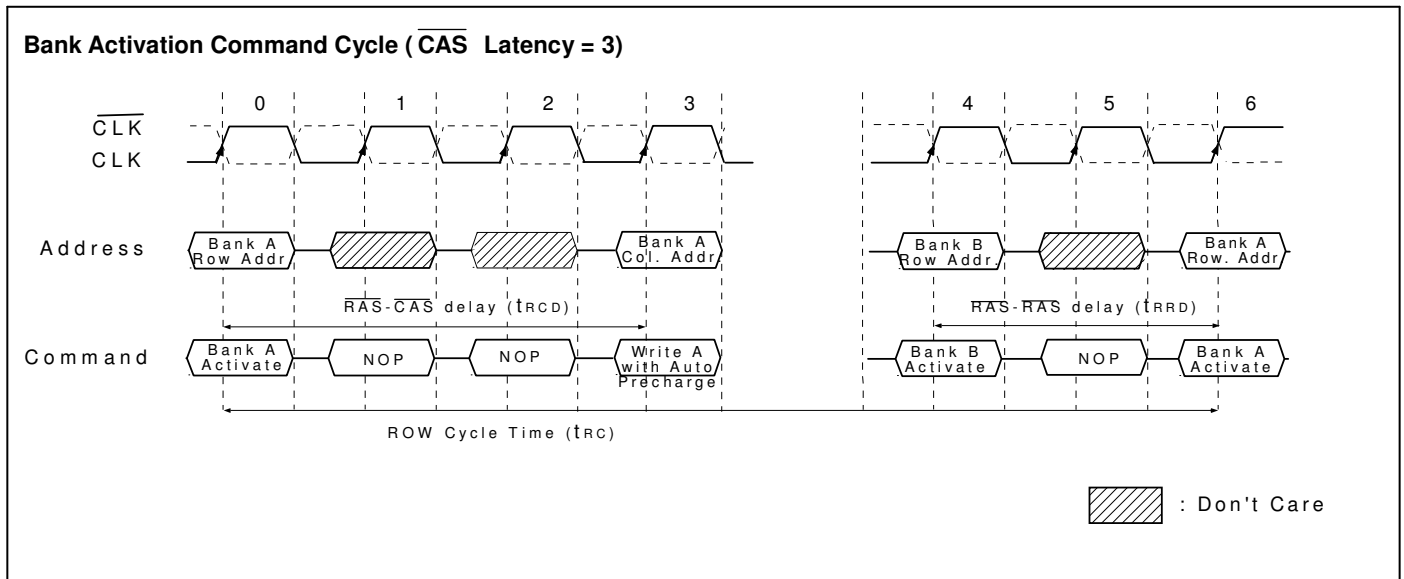 Bank Activation Command Cycle ( CAS Latency = 3)
0 1 2 3 4 5 6
CLK
CLK
Address
Bank A
Row Addr.
Bank A
Col. Addr.
Bank B
Row Addr.
Bank A
Row. Addr
RAS-CAS delay (tRCD)
RAS-RAS delay (tRRD)
Command
Bank A
Activate
NOP
NOP
Write A
with Auto
Precharge
Bank B
Activate
NOP
Bank A
Activate
ROW Cycle Time (tRC)
: Don't Care